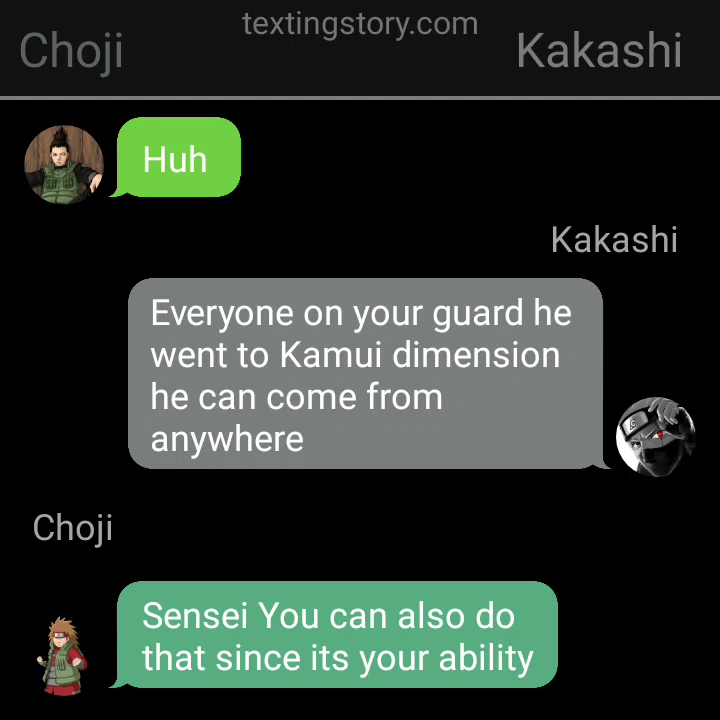 textingstory.com
Choji
Kakashi
Huh
Kakashi
Everyone on your guard he
went to Kamui dimension
he can come from
anywhere
Choji
Sensei You can also do
that since its your ability